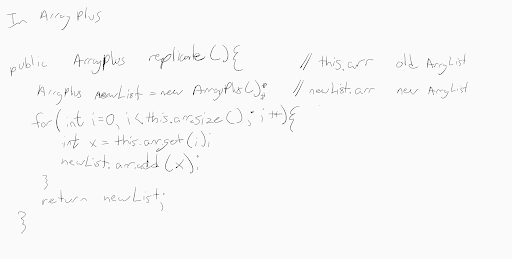 In ArrayPlus
public ArrayPlus replicate(){ // this.arr old ArrayList
ArrayPlus newList = new ArrayPlus(); // newList.arr new ArrayList
for(int i=0; i<this.arr.size(); i++){
int x = this.arr.get(i);
newList.arr.add(x);
}
return newList;
}